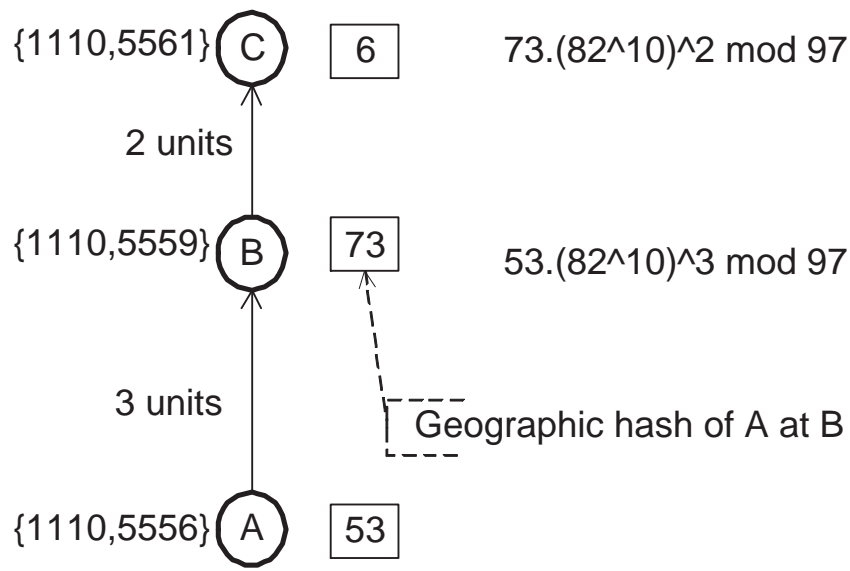 {1110,5561} C 6 73.(82^10)^2 mod 97
2 units
{1110,5559} B 73 53.(82^10)^3 mod 97
3 units
Geographic hash of A at B
{1110,5556} A 53